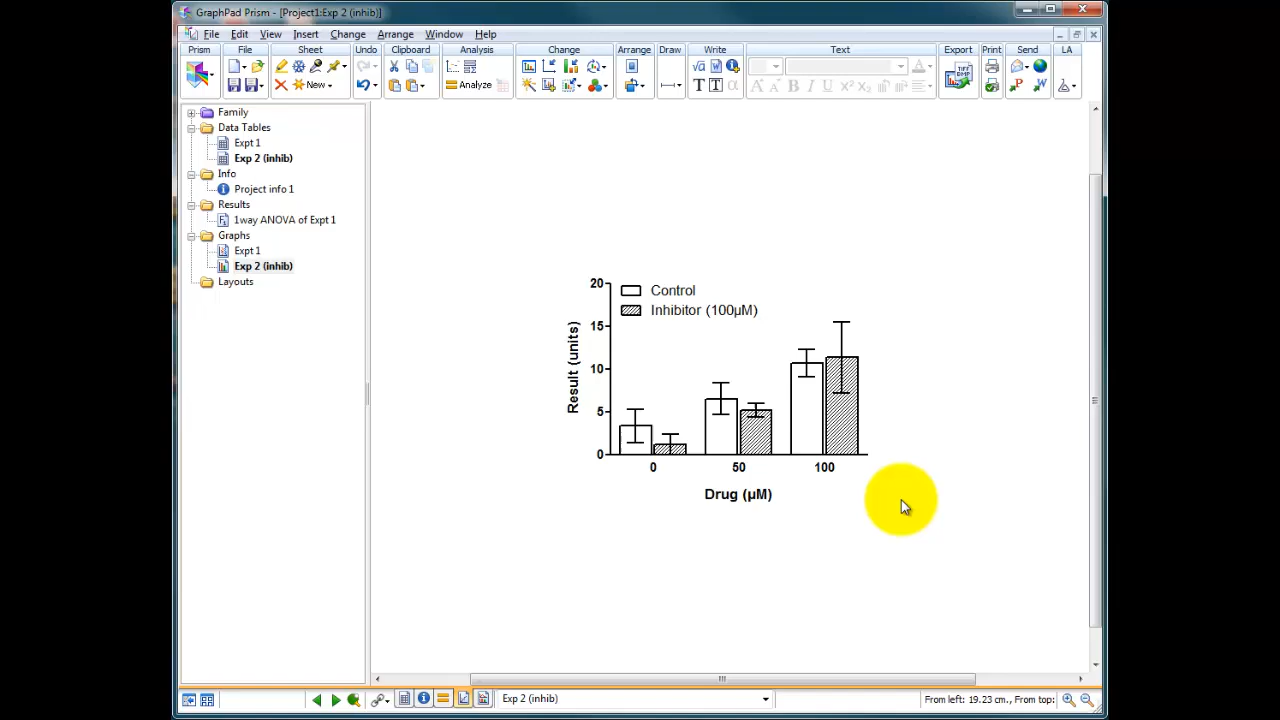 GraphPad Prism - [Project1:Exp 2 (inhib)]
File Edit View Insert Change Arrange Window Help
Prism File Sheet Undo Clipboard Analysis Change Arrange Draw Write Text Export Print Send LA
New
Analyze
Family
Data Tables
Expt 1
Exp 2 (inhib)
Info
Project info 1
Results
1way ANOVA of Expt 1
Graphs
Expt 1
Exp 2 (inhib)
Layouts
20
15
10
5
0
Result (units)
Control
Inhibitor (100µM)
0 50 100
Drug (µM)
Exp 2 (inhib)
From left: 19.23 cm., From top: